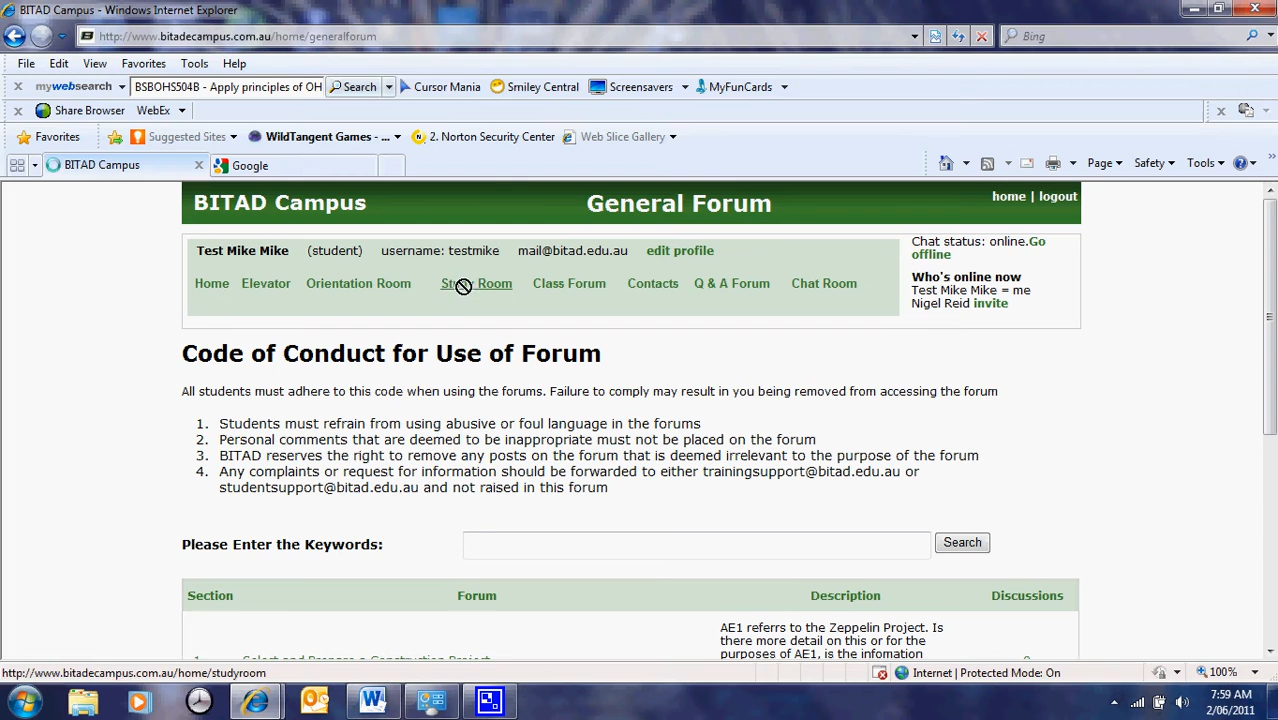 BITAD Campus - Windows Internet Explorer
http://www.bitadecampus.com.au/home/generalforum
Bing
File Edit View Favorites Tools Help
mywebsearch BSBOHS504B - Apply principles of OH Search Cursor Mania Smiley Central Screensavers MyFunCards
Share Browser WebEx
Favorites Suggested Sites WildTangent Games - ... 2. Norton Security Center Web Slice Gallery
BITAD Campus Google Page Safety Tools
BITAD Campus General Forum home | logout
Test Mike Mike (student) username: testmike mail@bitad.edu.au edit profile
Home Elevator Orientation Room Study Room Class Forum Contacts Q & A Forum Chat Room
Chat status: online.Go
offline
Who's online now
Test Mike Mike = me
Nigel Reid invite
Code of Conduct for Use of Forum
All students must adhere to this code when using the forums. Failure to comply may result in you being removed from accessing the forum
1. Students must refrain from using abusive or foul language in the forums
2. Personal comments that are deemed to be inappropriate must not be placed on the forum
3. BITAD reserves the right to remove any posts on the forum that is deemed irrelevant to the purpose of the forum
4. Any complaints or request for information should be forwarded to either trainingsupport@bitad.edu.au or
studentsupport@bitad.edu.au and not raised in this forum
Please Enter the Keywords: Search
Section Forum Description Discussions
AE1 refers to the Zeppelin Project. Is
there more detail on this or for the
purposes of AE1, is the infomation
1 Select and Prepare a Construction Project
http://www.bitadecampus.com.au/home/studyroom Internet | Protected Mode: On 100%
7:59 AM
2/06/2011